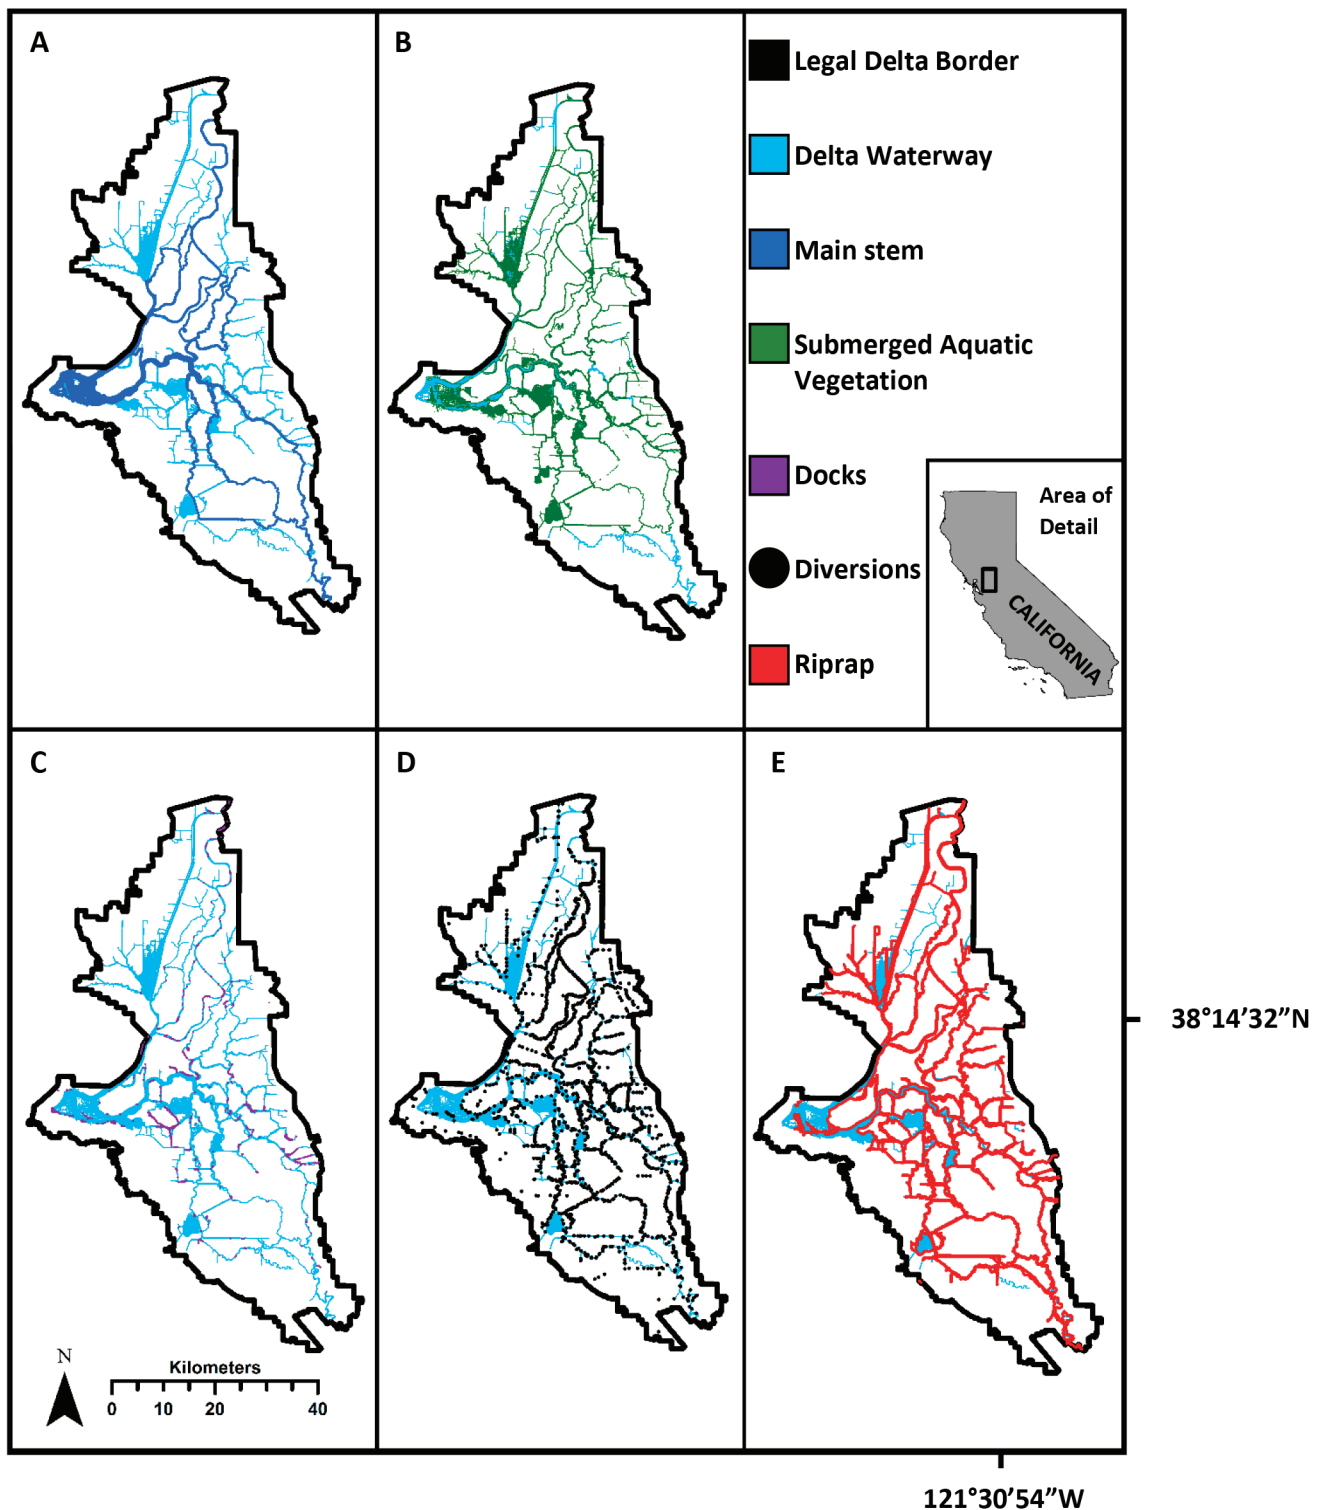 A
B
Legal Delta Border
Delta Waterway
Main stem
Submerged Aquatic
Vegetation
Docks
Diversions
Riprap
Area of
Detail
CALIFORNIA
C
D
E
38°14’32”N
N
Kilometers
0 10 20 40
121°30’54”W